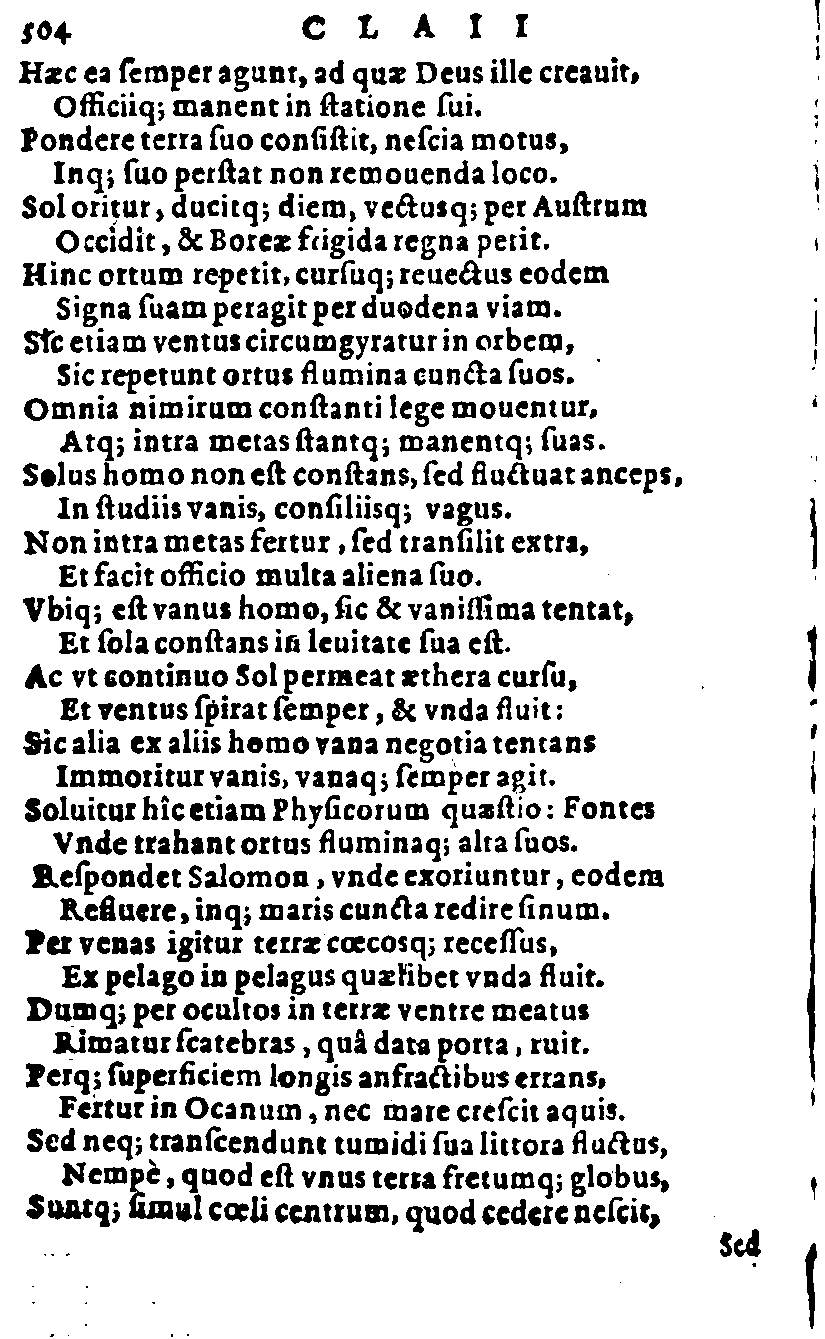 504 CLAII
Hæc ea ſemper agunt, ad quæ Deus ille creauit,
Officiiq; manent in ſtatione ſui.
Pondere terra ſuo conſiſtit, neſcia motus,
Inq; ſuo perſtat non remouenda loco.
Sol oritur, ducitq; diem, vectusq; per Auſtrum
Occidit, & Boreæ frigida regna petit.
Hinc ortum repetit, curſuq; reuectus eodem
Signa ſuam peragit per duodena viam.
Sic etiam ventus circumgyratur in orbem,
Sic repetunt ortus flumina cuncta ſuos.
Omnia nimirum conſtanti lege mouentur,
Atq; intra metas ſtantq; manentq; ſuas.
Solus homo non eſt conſtans, ſed fluctuat anceps,
In ſtudiis vanis, conſiliisq; vagus.
Non intra metas fertur, ſed tranſilit extra,
Et facit officio multa aliena ſuo.
Vbiq; eſt vanus homo, ſic & vaniſſima tentat,
Et ſola conſtans in leuitate ſua eſt.
Ac vt continuo Sol permeat æthera curſu,
Et ventus ſpirat ſemper, & vnda fluit:
Sic alia ex aliis homo vana negotia tentans
Immoritur vanis, vanaq; ſemper agit.
Soluitur hîc etiam Phyſicorum quæſtio: Fontes
Vnde trahant ortus fluminaq; alta ſuos.
Reſpondet Salomon, vnde exoriuntur, eodem
Refluere, inq; maris cuncta redire ſinum.
Per venas igitur terræ cœcosq; receſſus,
Ex pelago in pelagus quælibet vnda fluit.
Dumq; per ocultos in terræ ventre meatus
Rimatur ſcatebras, quâ data porta, ruit.
Perq; ſuperficiem longis anfractibus errans,
Fertur in Ocanum, nec mare creſcit aquis.
Sed neq; tranſcendunt tumidi ſua littora fluctus,
Nempè, quod eſt vnus terra fretumq; globus,
Suntq; ſimul cœli centrum, quod cedere neſcit,
Sed